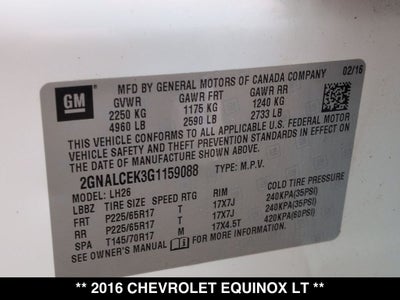 GM
MFD BY GENERAL MOTORS OF CANADA COMPANY 02/16
GVWR GAWR FRT GAWR RR
2250 KG 1175 KG 1240 KG
4960 LB 2590 LB 2733 LB
THIS VEHICLE CONFORMS TO ALL APPLICABLE U.S. FEDERAL MOTOR
VEHICLE SAFETY AND THEFT PREVENTION STANDARDS IN EFFECT ON
THE DATE OF MANUFACTURE SHOWN ABOVE.
2GNALCEK3G1159088 TYPE: M.P.V.
MODEL: LH26
LBBZ TIRE SIZE RIM COLD TIRE PRESSURE
FRT P225/65R17 T 17X7J 240KPA(35PSI)
RR P225/65R17 T 17X7J 240KPA(35PSI)
SPA T145/70R17 M 17X4.5T 420KPA(60PSI)
SEE OWNER'S MANUAL FOR MORE INFORMATION.
** 2016 CHEVROLET EQUINOX LT **